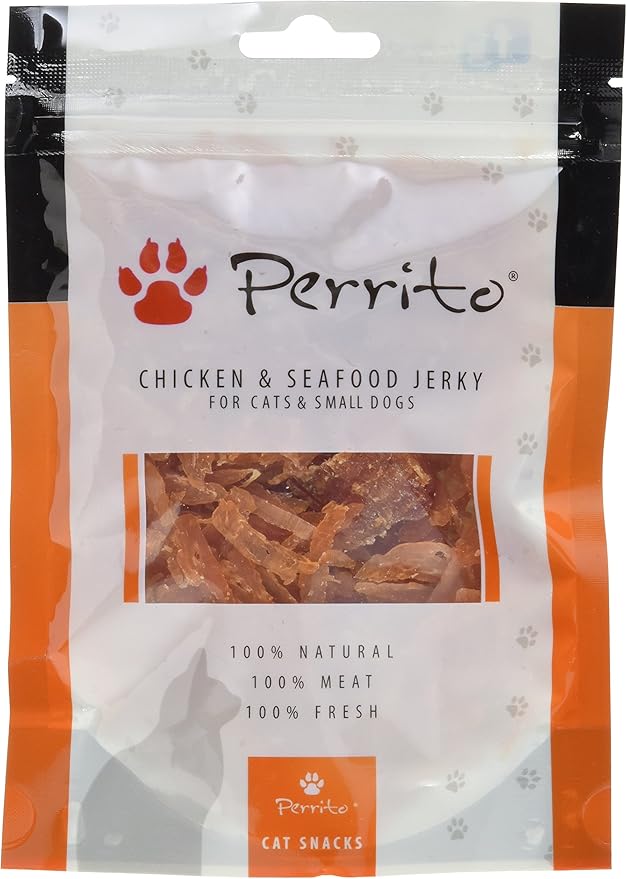 Perrito®
CHICKEN & SEAFOOD JERKY
FOR CATS & SMALL DOGS
100% NATURAL
100% MEAT
100% FRESH
Perrito®
CAT SNACKS